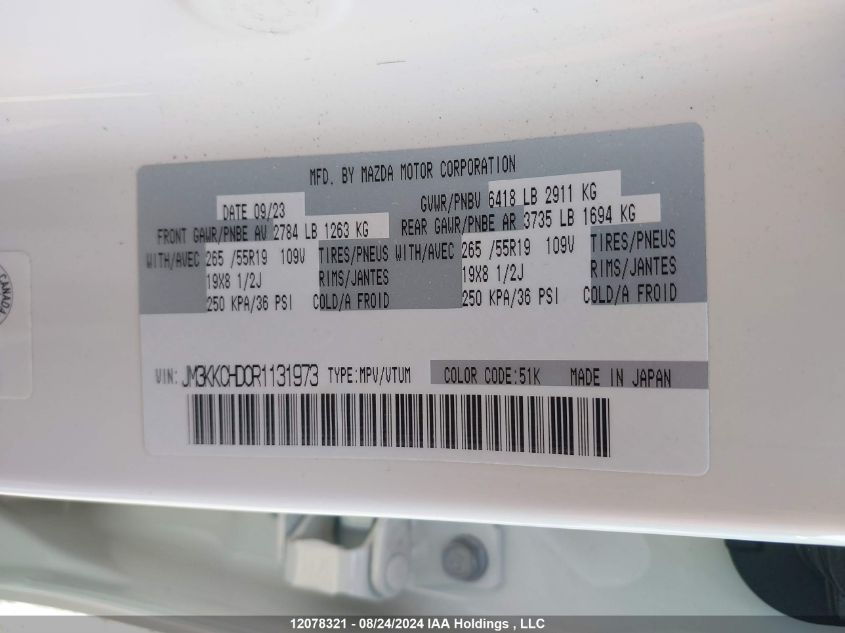 MFD. BY MAZDA MOTOR CORPORATION
DATE 09/23 GVWR/PNBV 6418 LB 2911 KG
FRONT GAWR/PNBE AV 2784 LB 1263 KG REAR GAWR/PNBE AR 3735 LB 1694 KG
WITH/AVEC 265 /55R19 109V TIRES/PNEUS WITH/AVEC 265 /55R19 109V TIRES/PNEUS
19X8 1/2J RIMS/JANTES 19X8 1/2J RIMS/JANTES
250 KPA/36 PSI COLD/A FROID 250 KPA/36 PSI COLD/A FROID
CANADA
VIN: JM3KKCHD0R1131973 TYPE:MPV/VTUM COLOR CODE:51K MADE IN JAPAN
12078321 - 08/24/2024 IAA Holdings , LLC